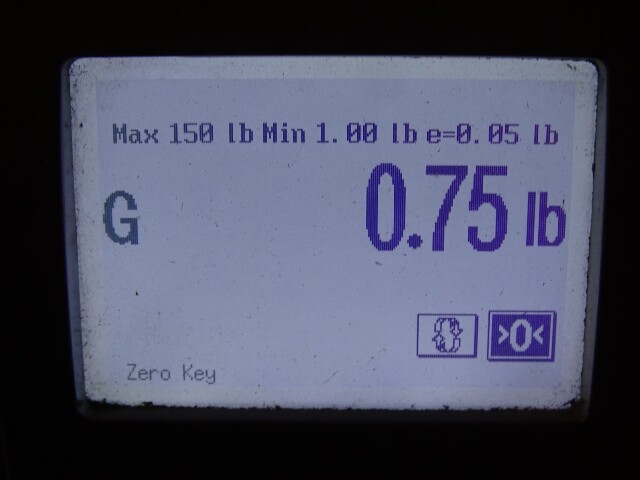 Max 150 lb Min 1.00 lb e=0.05 lb
G 0.75 lb
>0<
Zero Key